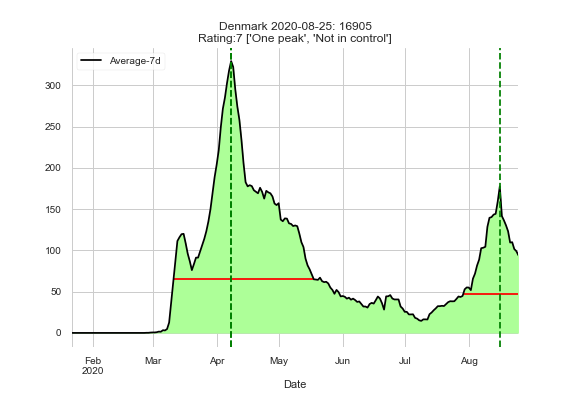 Denmark 2020-08-25: 16905
Rating:7 ['One peak', 'Not in control']
Average-7d
300
250
200
150
100
50
0
Feb
2020
Mar
Apr
May
Jun
Jul
Aug
Date